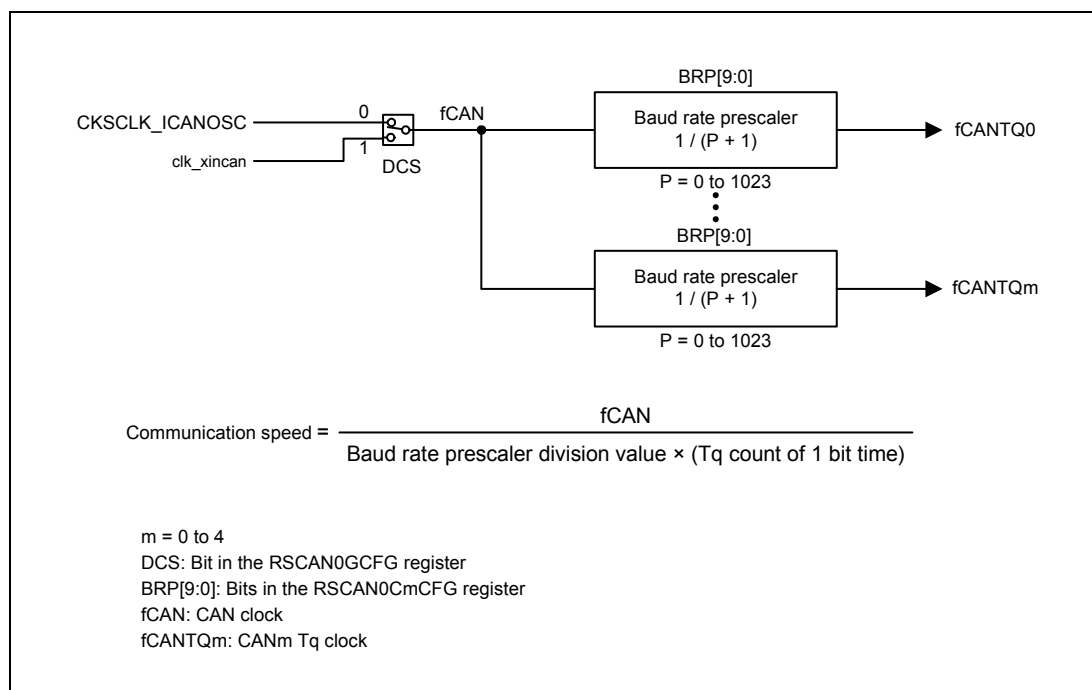 BRP[9:0]
CKSCLK_ICANOSC
0
fCAN
Baud rate prescaler
1 / (P + 1)
fCANTQ0
clk_xincan
1
DCS
P = 0 to 1023
BRP[9:0]
Baud rate prescaler
1 / (P + 1)
fCANTQm
P = 0 to 1023
Communication speed =
fCAN
Baud rate prescaler division value × (Tq count of 1 bit time)
m = 0 to 4
DCS: Bit in the RSCAN0GCFG register
BRP[9:0]: Bits in the RSCAN0CmCFG register
fCAN: CAN clock
fCANTQm: CANm Tq clock